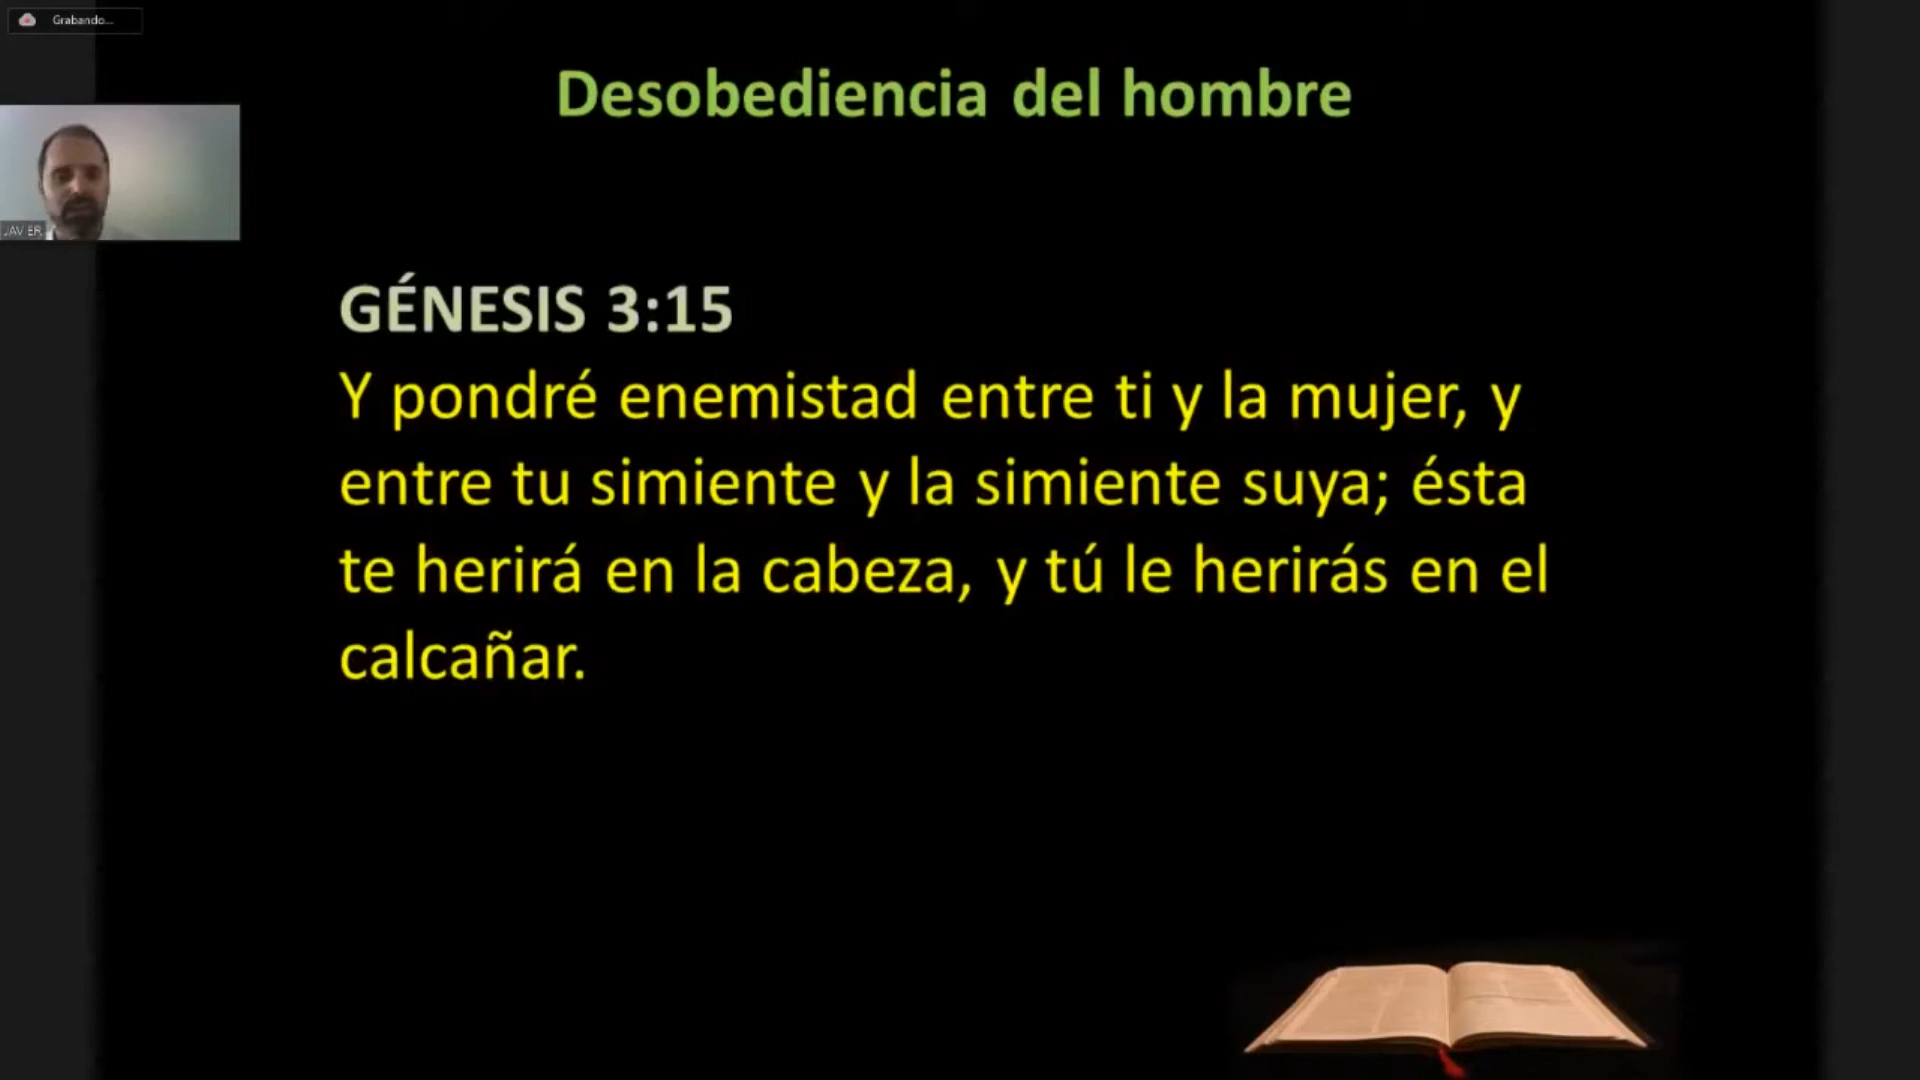 Grabando...
Desobediencia del hombre
JAVIER
GÉNESIS 3:15
Y pondré enemistad entre ti y la mujer, y
entre tu simiente y la simiente suya; ésta
te herirá en la cabeza, y tú le herirás en el
calcañar.